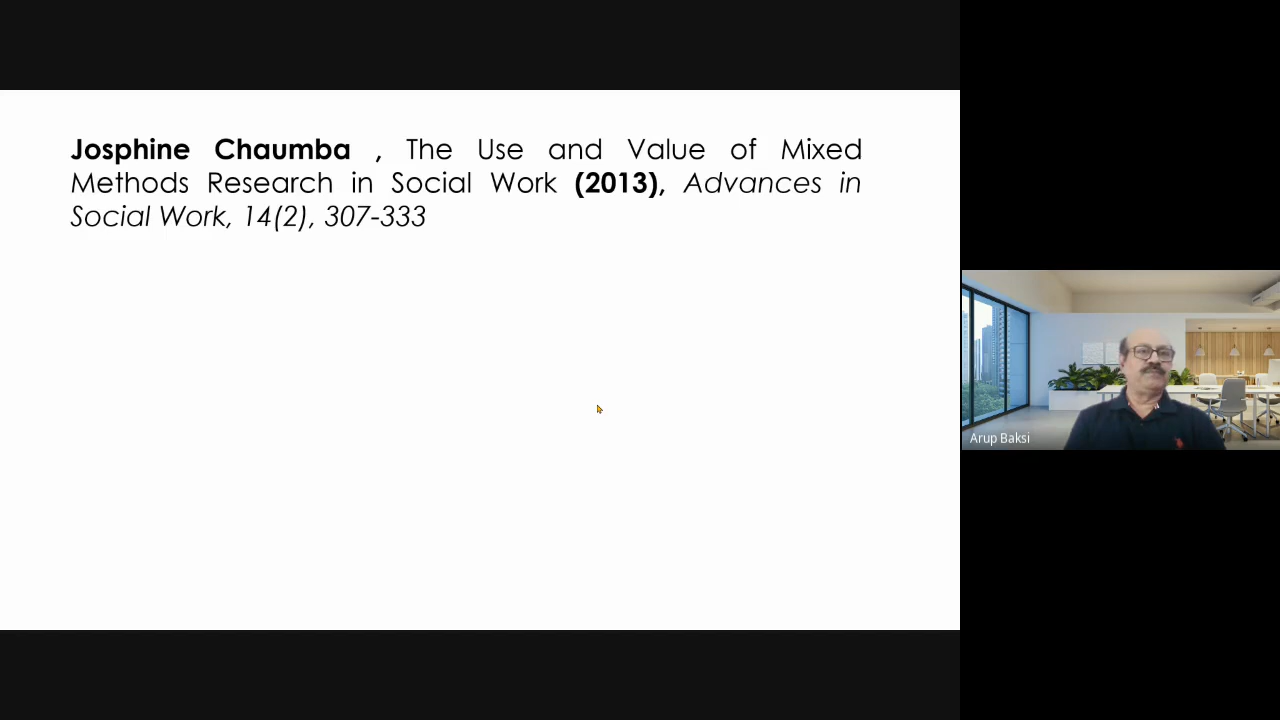 Josphine Chaumba , The Use and Value of Mixed
Methods Research in Social Work (2013), Advances in
Social Work, 14(2), 307-333
Arup Baksi